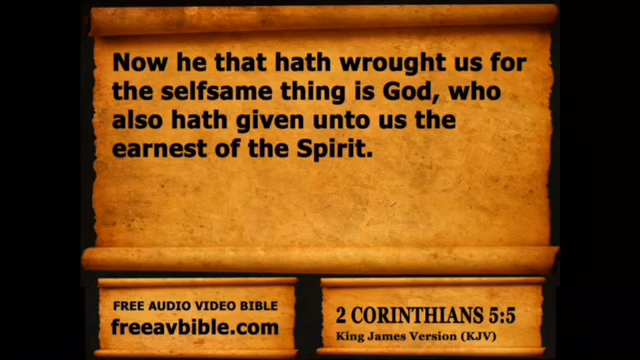 Now he that hath wrought us for
the selfsame thing is God, who
also hath given unto us the
earnest of the Spirit.
FREE AUDIO VIDEO BIBLE
freeavbible.com
2 CORINTHIANS 5:5
King James Version (KJV)